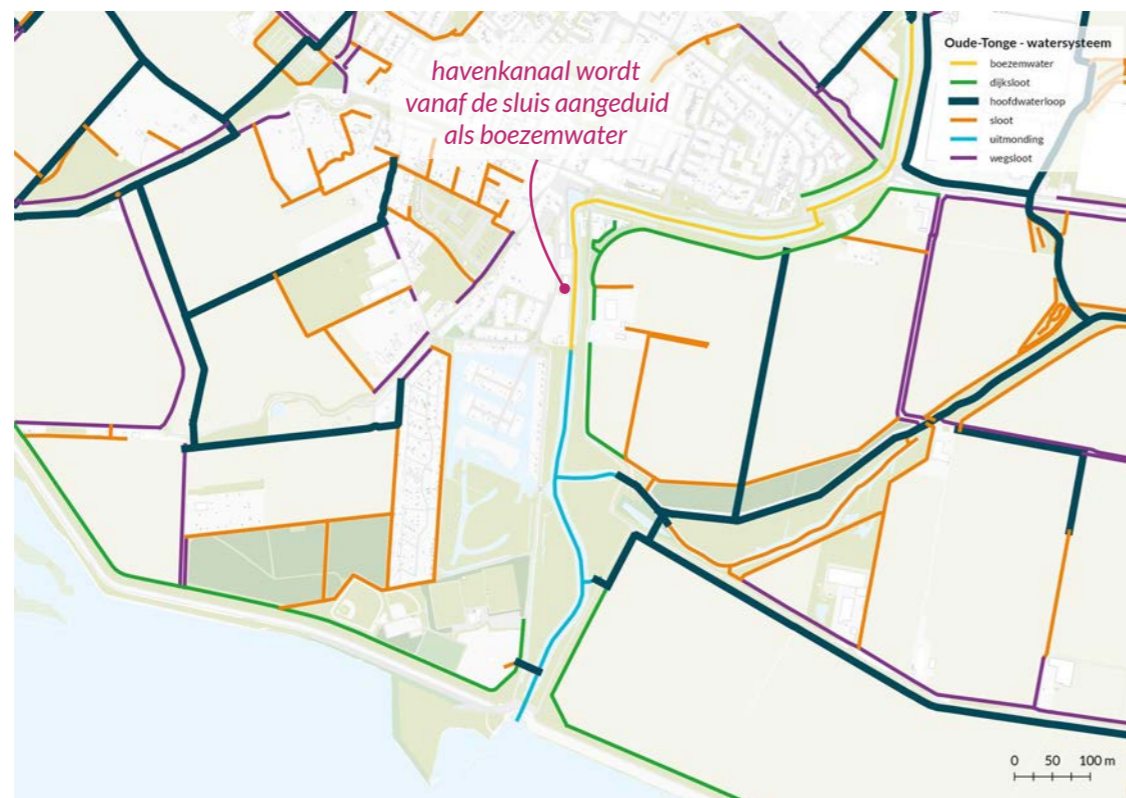 havenkanaal wordt
vanaf de sluis aangeduid
als boezemwater
Oude-Tonge - watersysteem
boezemwater
dijksloot
hoofdwaterloop
sloot
uitmonding
wegsloot
0 50 100 m